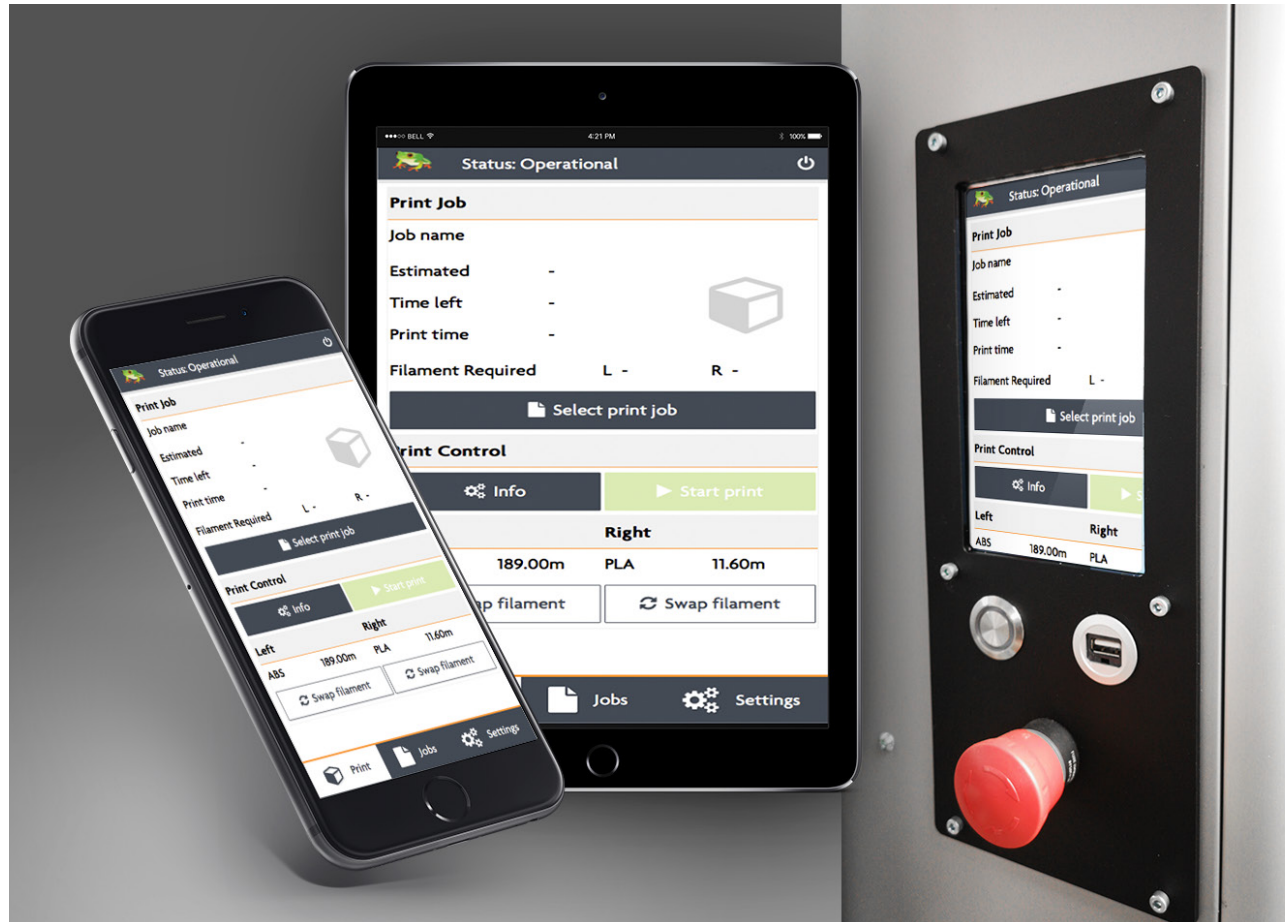 ●●●○○ BELL 4:21 PM 100%
Status: Operational
Print Job
Job name
Estimated -
Time left -
Print time -
Filament Required L - R -
Select print job
Print Control
Info Start print
Right
189.00m PLA 11.60m
ap filament Swap filament
Jobs Settings
Status: Operational
Print Job
Job name
Estimated -
Time left -
Print time -
Filament Required L - R -
Select print job
Print Control
Info Start print
Left Right
ABS 189.00m PLA 11.60m
Swap filament Swap filament
Print Jobs Settings
Status: Operational
Print Job
Job name
Estimated -
Time left -
Print time -
Filament Required L -
Select print job
Print Control
Info S
Left Right
ABS 189.00m PLA